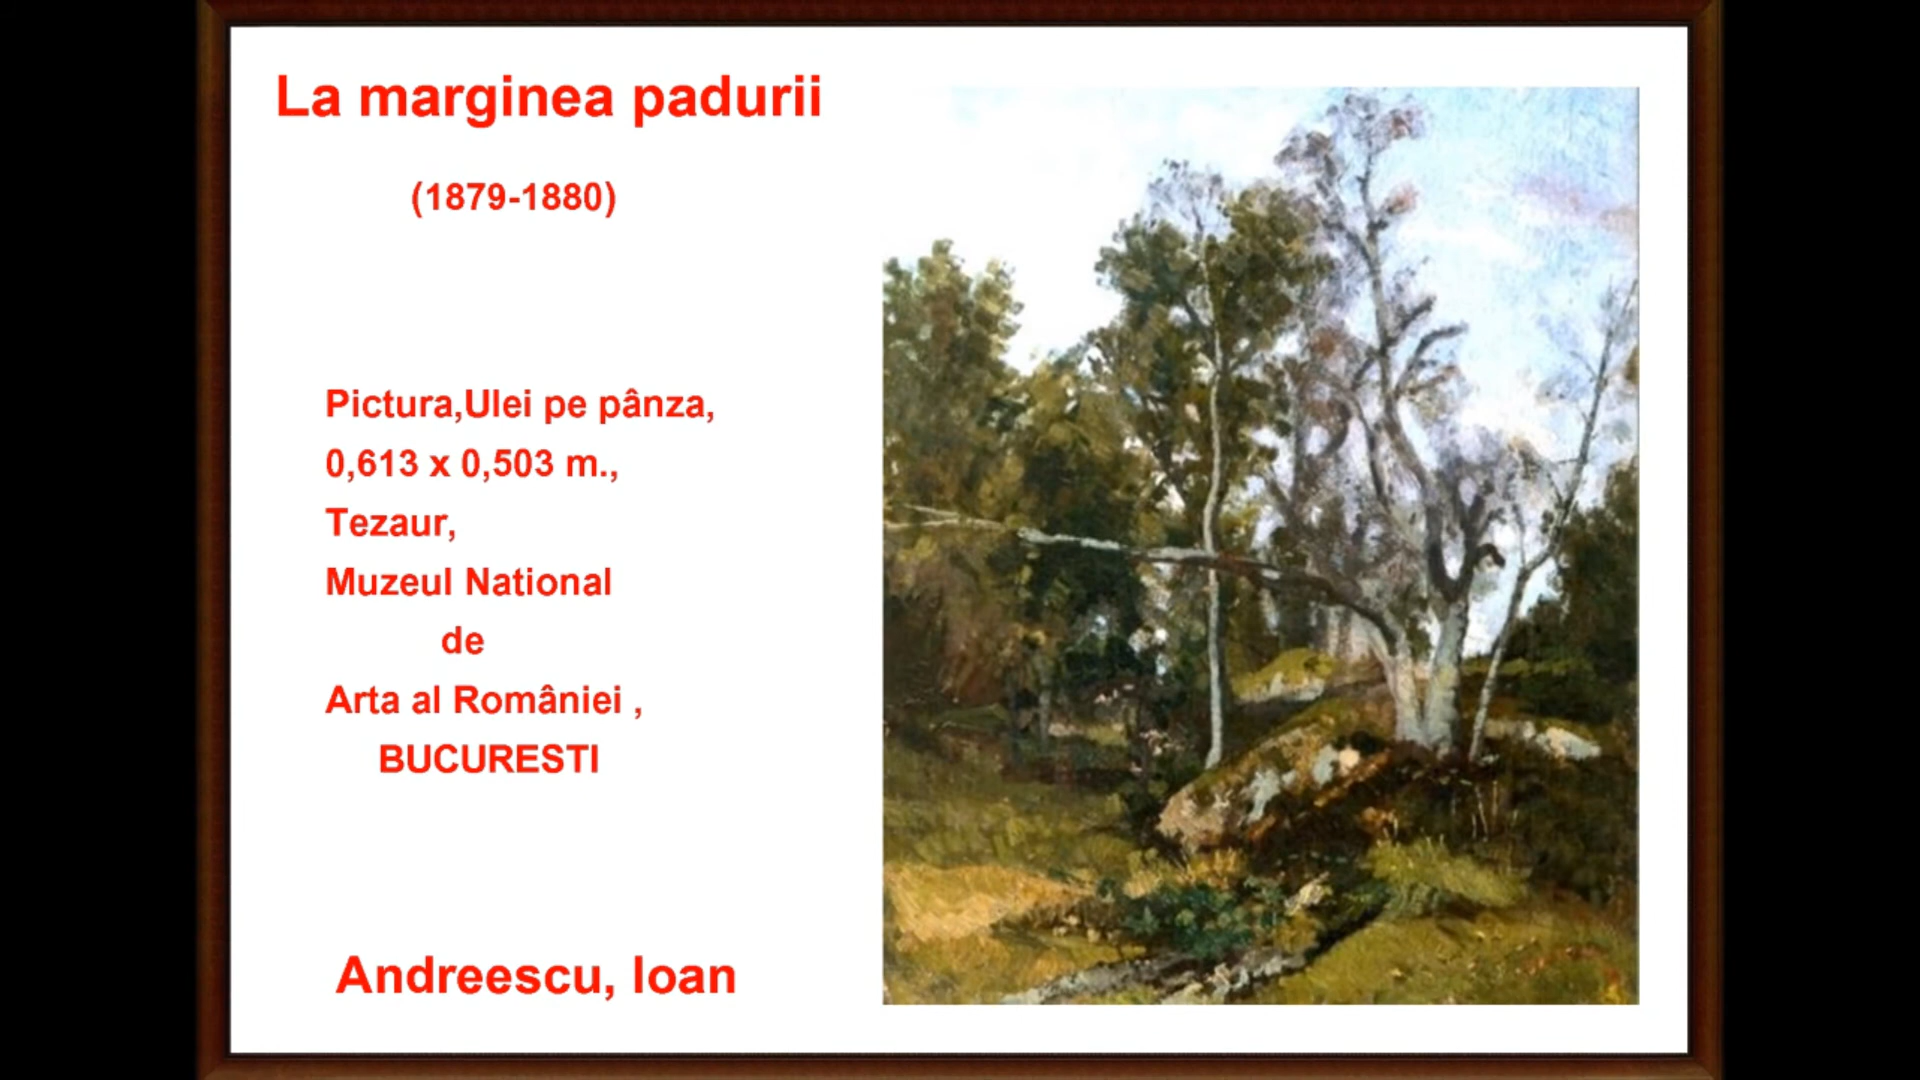 La marginea padurii
(1879-1880)
Pictura,Ulei pe pânza,
0,613 x 0,503 m.,
Tezaur,
Muzeul National
de
Arta al României ,
BUCURESTI
Andreescu, Ioan